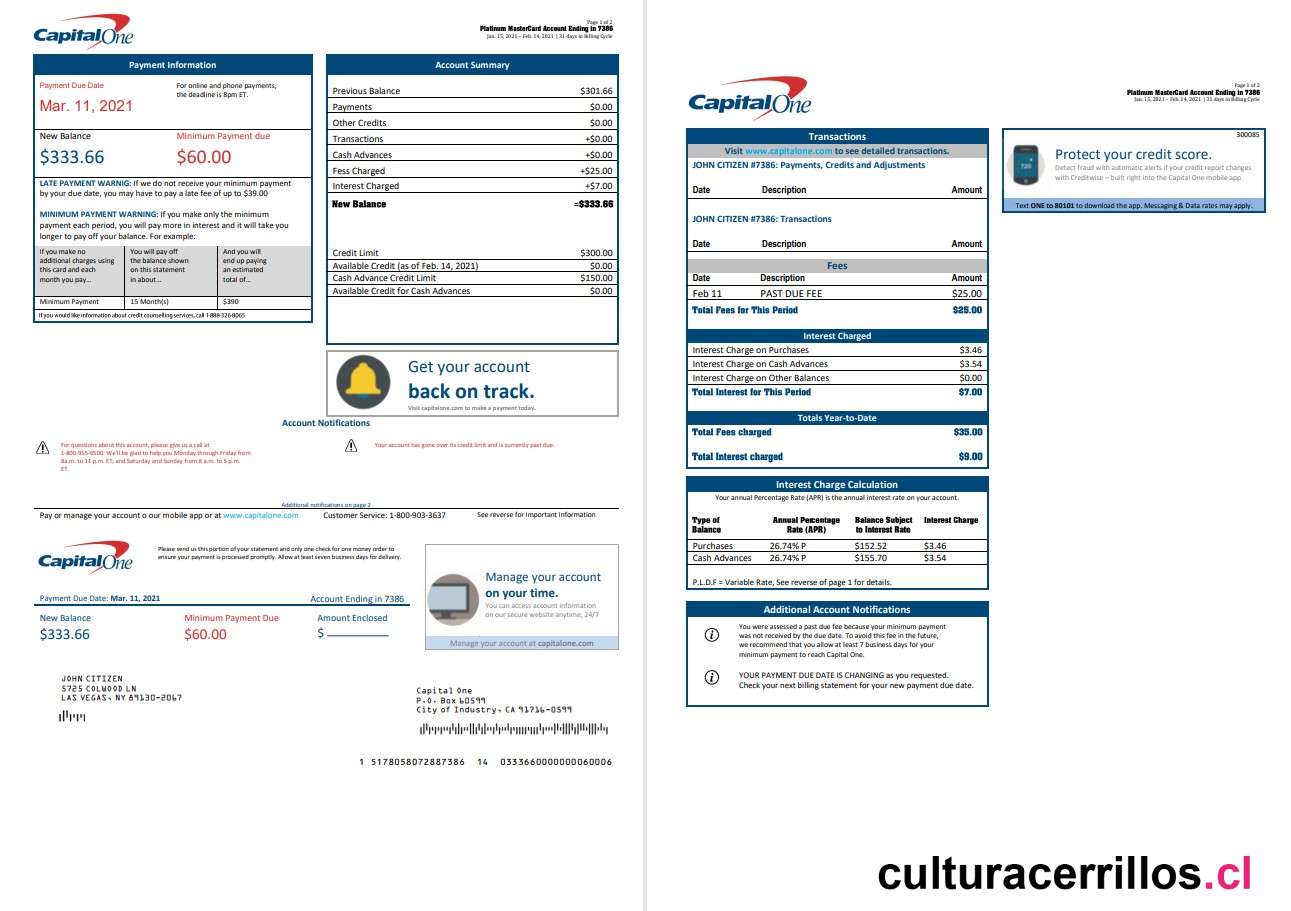 Capital One
Page 1 of 2
Platinum MasterCard Account Ending in 7386
Jan. 15, 2021 – Feb. 14, 2021 | 31 days in Billing Cycle
Payment Information
Payment Due Date
For online and phone payments,
the deadline is 8pm ET.
Mar. 11, 2021
New Balance
Minimum Payment due
$333.66
$60.00
LATE PAYMENT WARNIG: If we do not receive your minimum payment
by your due date, you may have to pay a late fee of up to $39.00
MINIMUM PAYMENT WARNING: If you make only the minimum
payment each period, you will pay more in interest and it will take you
longer to pay off your balance. For example:
If you make no
additional charges using
this card and each
month you pay...
You will pay off
the balance shown
on this statement
in about...
And you will
end up paying
an estimated
total of...
Minimum Payment 15 Month(s) $390
If you would like information about credit counselling services, call 1-888-326-8065
Account Summary
Previous Balance $301.66
Payments $0.00
Other Credits $0.00
Transactions +$0.00
Cash Advances +$0.00
Fess Charged +$25.00
Interest Charged +$7.00
New Balance =$333.66
Credit Limit $300.00
Available Credit (as of Feb. 14, 2021) $0.00
Cash Advance Credit Limit $150.00
Available Credit for Cash Advances $0.00
Get your account
back on track.
Visit capitalone.com to make a payment today.
Account Notifications
For questions about this account, please give us a call at
1-800-955-6600. We'll be glad to help you Monday through Friday from
8a.m. to 11 p.m. ET, and Saturday and Sunday from 8 a.m. to 5 p.m.
ET.
Your account has gone over its credit limit and is currently past due.
Additional notifications on page 2
Pay or manage your account o our mobile app or at www.capitalone.com Customer Service: 1-800-903-3637 See reverse for Important Information
Capital One
Please send us this portion of your statement and only one check for one money order to
ensure your payment is processed promptly. Allow at least seven business days for delivery.
Payment Due Date: Mar. 11, 2021 Account Ending in 7386
New Balance Minimum Payment Due Amount Enclosed
$333.66 $60.00 $
Manage your account
on your time.
You can access account information
on our secure website anytime, 24/7
Manage your account at capitalone.com
JOHN CITIZEN
5725 COLWOOD LN
LAS VEGAS, NY 89130-2067
Capital One
P.O. Box 60599
City of Industry, CA 91716-0599
1 5178058072887386 14 0333660000000060006
Capital One
Page 1 of 2
Platinum MasterCard Account Ending in 7386
Jan. 15, 2021 – Feb. 14, 2021 | 31 days in Billing Cycle
Transactions
Visit www.capitalone.com to see detailed transactions.
JOHN CITIZEN #7386: Payments, Credits and Adjustments
Date Description Amount
JOHN CITIZEN #7386: Transactions
Date Description Amount
Fees
Date Description Amount
Feb 11 PAST DUE FEE $25.00
Total Fees for This Period $25.00
Interest Charged
Interest Charge on Purchases $3.46
Interest Charge on Cash Advances $3.54
Interest Charge on Other Balances $0.00
Total Interest for This Period $7.00
Totals Year-to-Date
Total Fees charged $35.00
Total Interest charged $9.00
Interest Charge Calculation
Your annual Percentage Rate (APR) is the annual interest rate on your account.
Type of
Balance
Annual Percentage
Rate (APR)
Balance Subject
to Interest Rate
Interest Charge
Purchases 26.74% P $152.52 $3.46
Cash Advances 26.74% P $155.70 $3.54
P.L.D.F = Variable Rate, See reverse of page 1 for details.
Additional Account Notifications
You were assessed a past due fee because your minimum payment
was not received by the due date. To avoid this fee in the future,
we recommend that you allow at least 7 business days for your
minimum payment to reach Capital One.
YOUR PAYMENT DUE DATE IS CHANGING as you requested.
Check your next billing statement for your new payment due date.
300085
Protect your credit score.
Detect fraud with automatic alerts if your credit report changes
with Creditwise – built right into the Capital One mobile app.
Text ONE to 80101 to download the app. Messaging & Data rates may apply.
culturacerrillos.cl